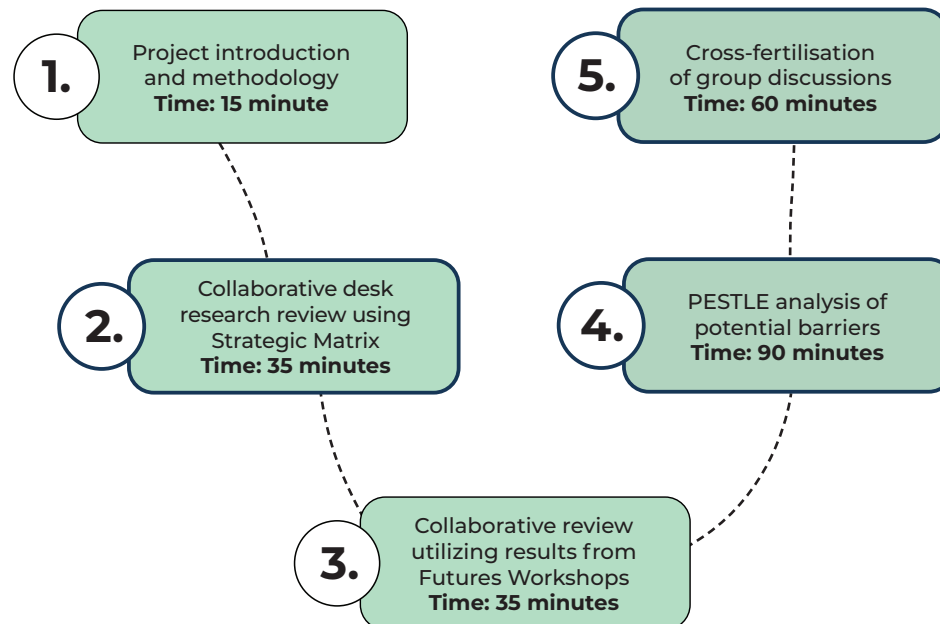 1.
Project introduction
and methodology
Time: 15 minute
2.
Collaborative desk
research review using
Strategic Matrix
Time: 35 minutes
3.
Collaborative review
utilizing results from
Futures Workshops
Time: 35 minutes
4.
PESTLE analysis of
potential barriers
Time: 90 minutes
5.
Cross-fertilisation
of group discussions
Time: 60 minutes